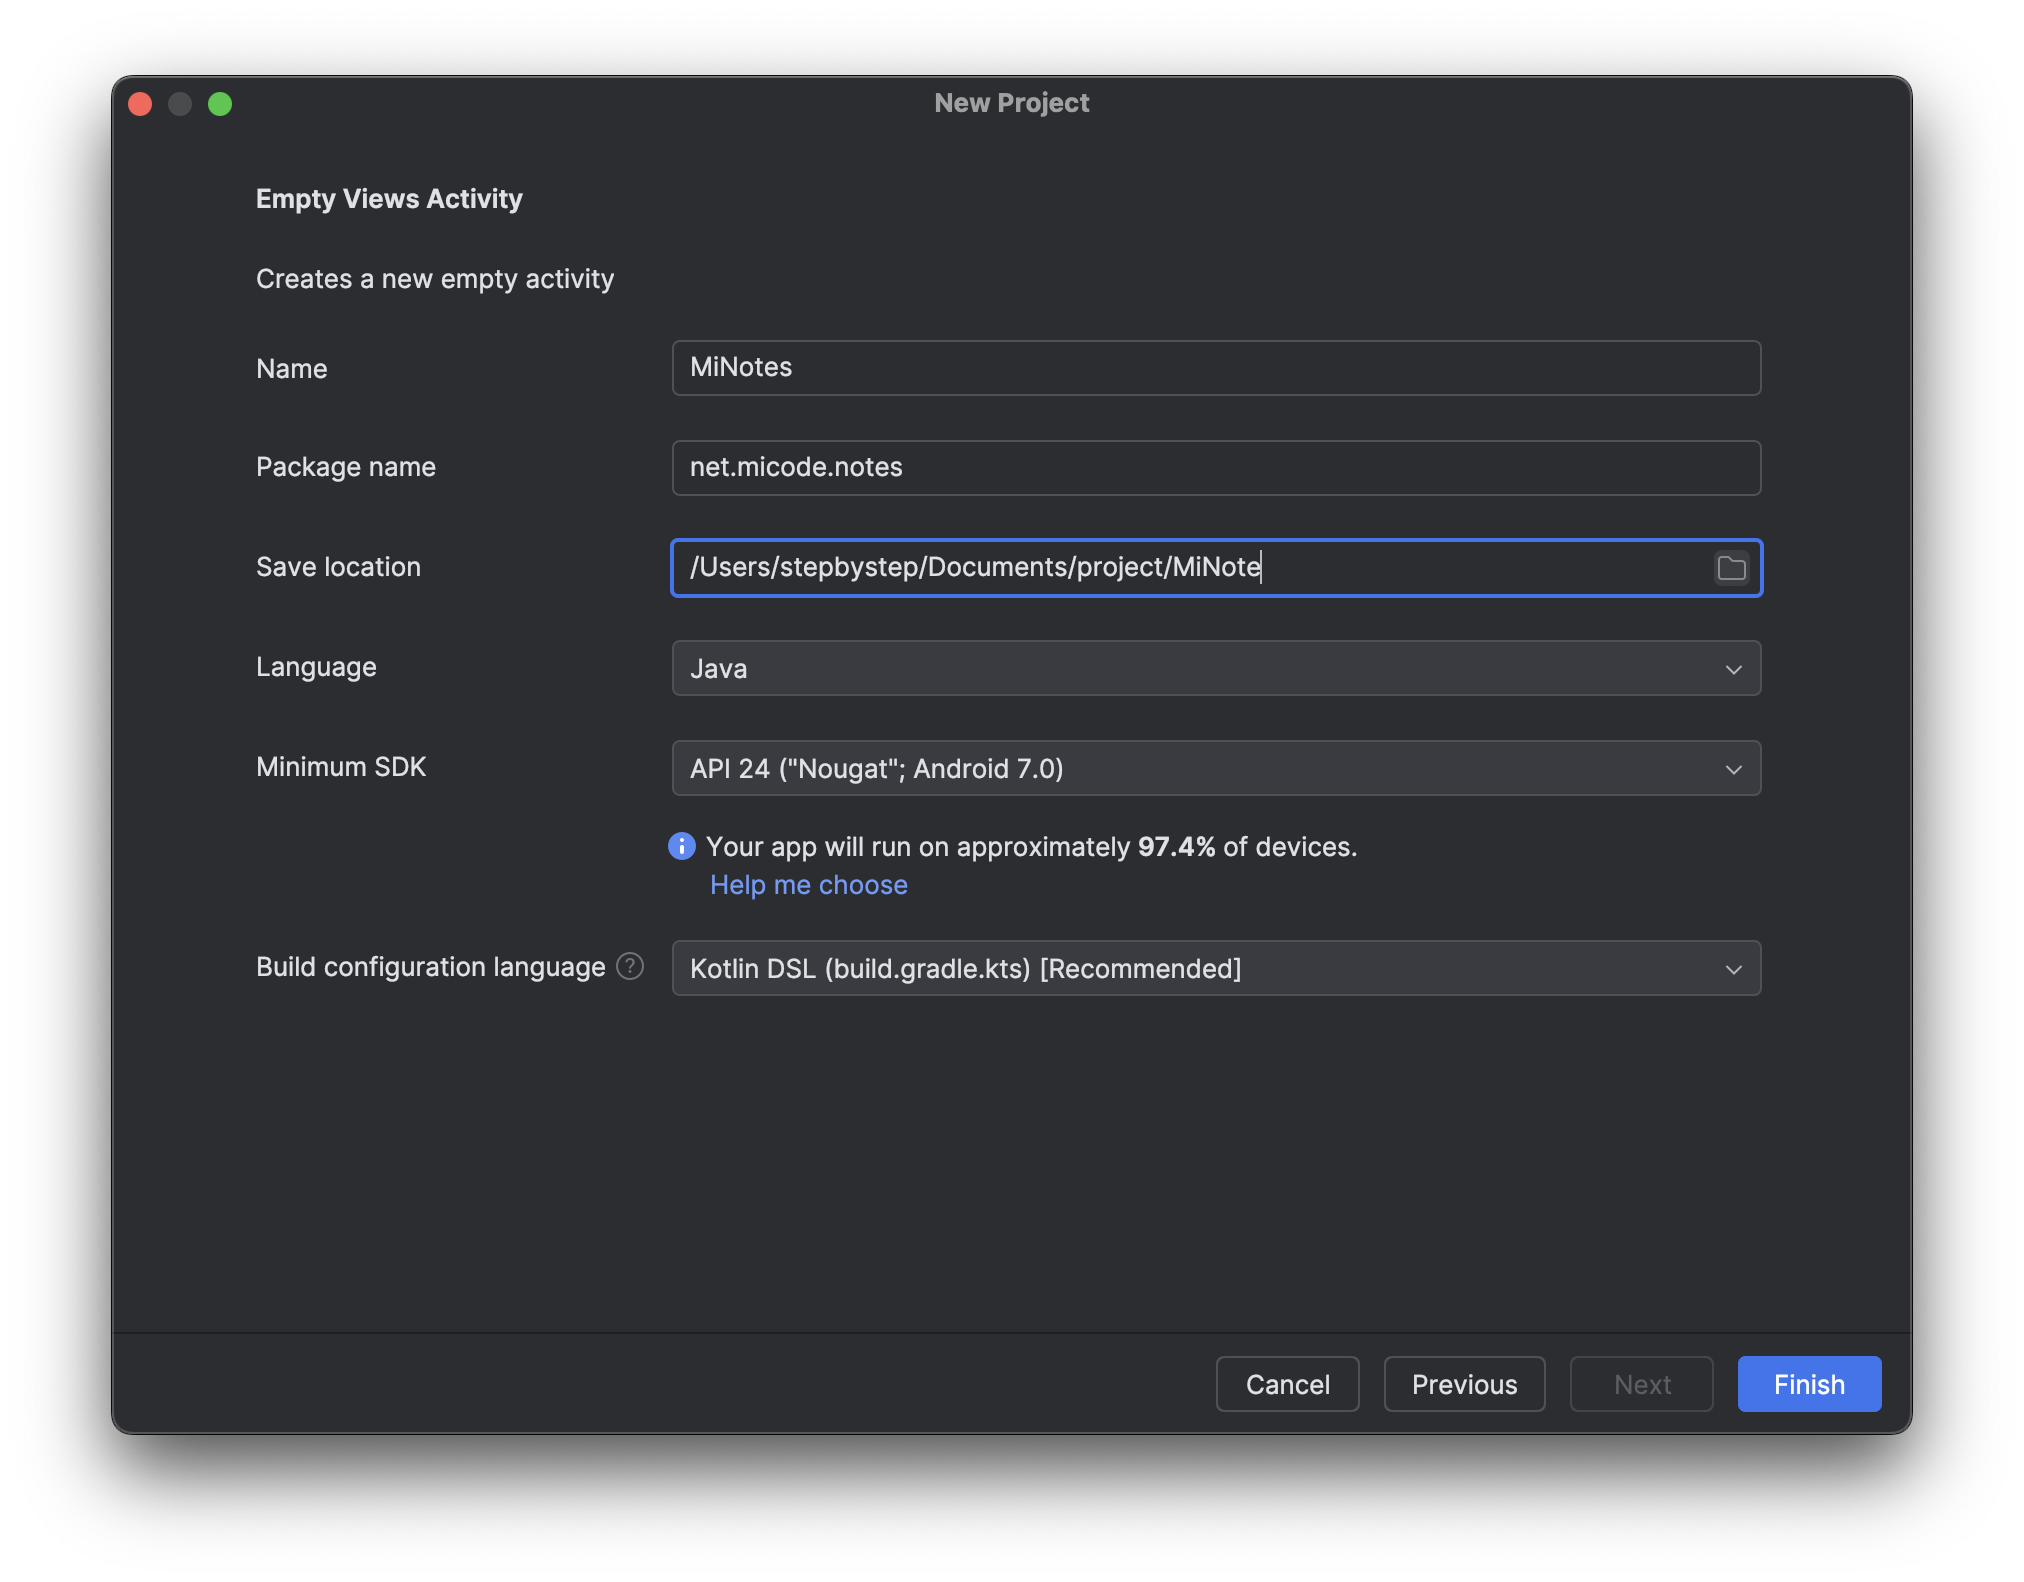 New Project
Empty Views Activity
Creates a new empty activity
Name
MiNotes
Package name
net.micode.notes
Save location
/Users/stepbystep/Documents/project/MiNote
Language
Java
Minimum SDK
API 24 ("Nougat"; Android 7.0)
Your app will run on approximately 97.4% of devices.
Help me choose
Build configuration language ?
Kotlin DSL (build.gradle.kts) [Recommended]
Cancel
Previous
Next
Finish